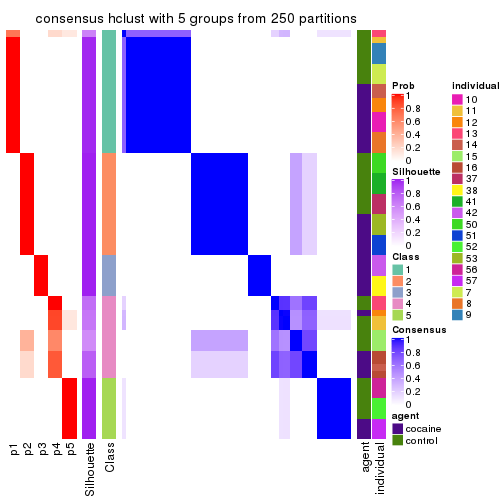 consensus hclust with 5 groups from 250 partitions
p1
p2
p3
p4
p5
Silhouette
Class
agent
individual
Prob
1
0.8
0.6
0.4
0.2
0
Silhouette
1
0.8
0.6
0.4
0.2
0
Class
1
2
3
4
5
Consensus
1
0.8
0.6
0.4
0.2
0
agent
cocaine
control
individual
10
11
12
13
14
15
16
37
38
41
42
50
51
52
53
56
57
7
8
9